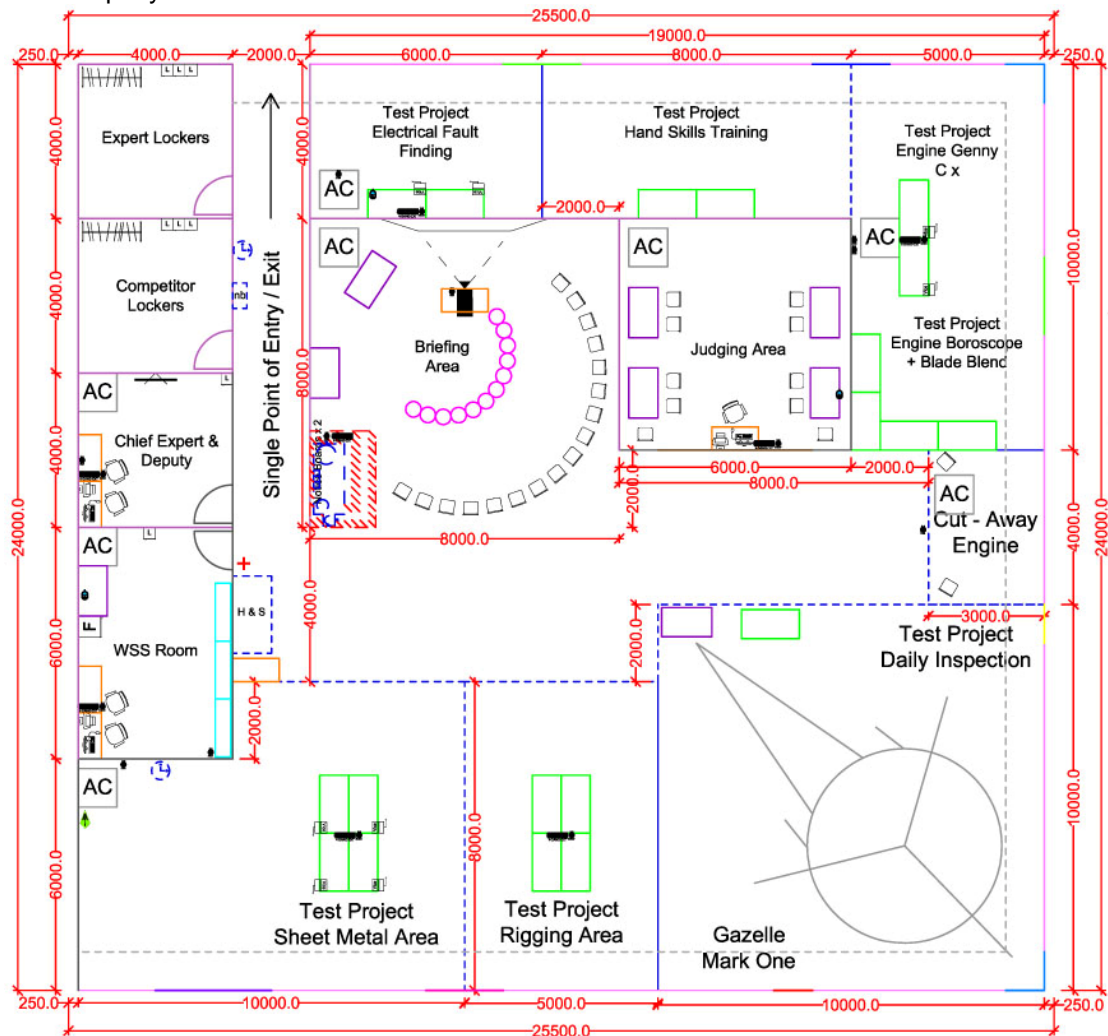 25500.0
19000.0
250.0
4000.0
2000.0
6000.0
8000.0
5000.0
250.0
L L L
Expert Lockers
4000.0
4000.0
Test Project
Electrical Fault
Finding
AC
Test Project
Hand Skills Training
Test Project
Engine Genny
C x
AC
10000.0
2000.0
L L L
Competitor
Lockers
4000.0
Single Point of Entry / Exit
AC
Briefing
Area
8000.0
AC
Judging Area
Test Project
Engine Boroscope
+ Blade Blend
AC
L
Chief Expert &
Deputy
4000.0
6000.0
2000.0
8000.0
2000.0
8000.0
AC
Cut - Away
Engine
4000.0
24000.0
24000.0
AC
L
F
WSS Room
H & S
6000.0
4000.0
2000.0
2000.0
3000.0
Test Project
Daily Inspection
AC
6000.0
8000.0
10000.0
Test Project
Sheet Metal Area
Test Project
Rigging Area
Gazelle
Mark One
250.0
10000.0
5000.0
10000.0
250.0
25500.0